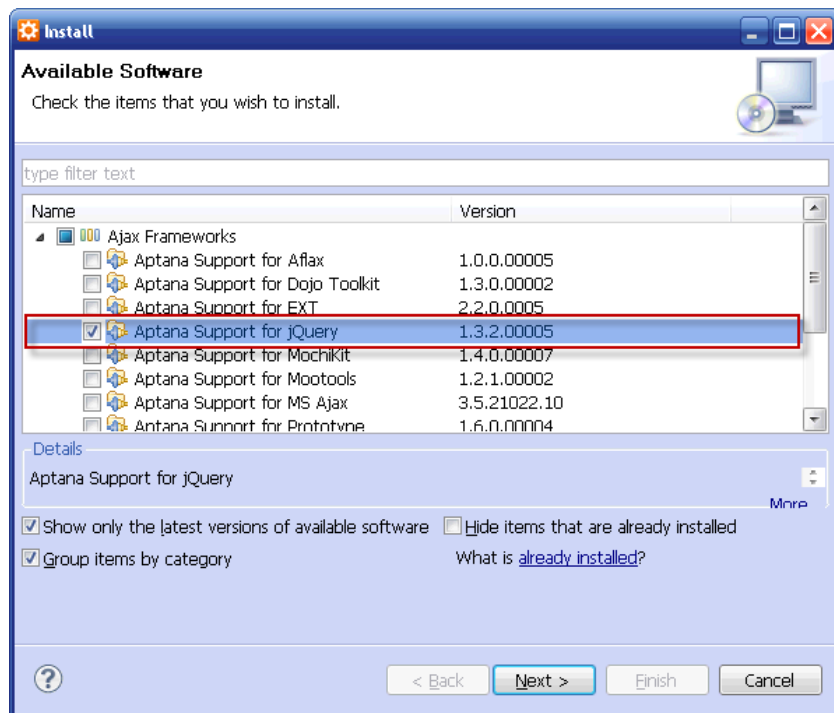 Install
Available Software
Check the items that you wish to install.
type filter text
Name Version
Ajax Frameworks
Aptana Support for Aflax 1.0.0.00005
Aptana Support for Dojo Toolkit 1.3.0.00002
Aptana Support for EXT 2.2.0.0005
Aptana Support for jQuery 1.3.2.00005
Aptana Support for MochiKit 1.4.0.00007
Aptana Support for Mootools 1.2.1.00002
Aptana Support for MS Ajax 3.5.21022.10
Aptana Support for Prototype 1.6.0.00004
Details
Aptana Support for jQuery
More
Show only the latest versions of available software Hide items that are already installed
Group items by category What is already installed?
? < Back Next > Finish Cancel